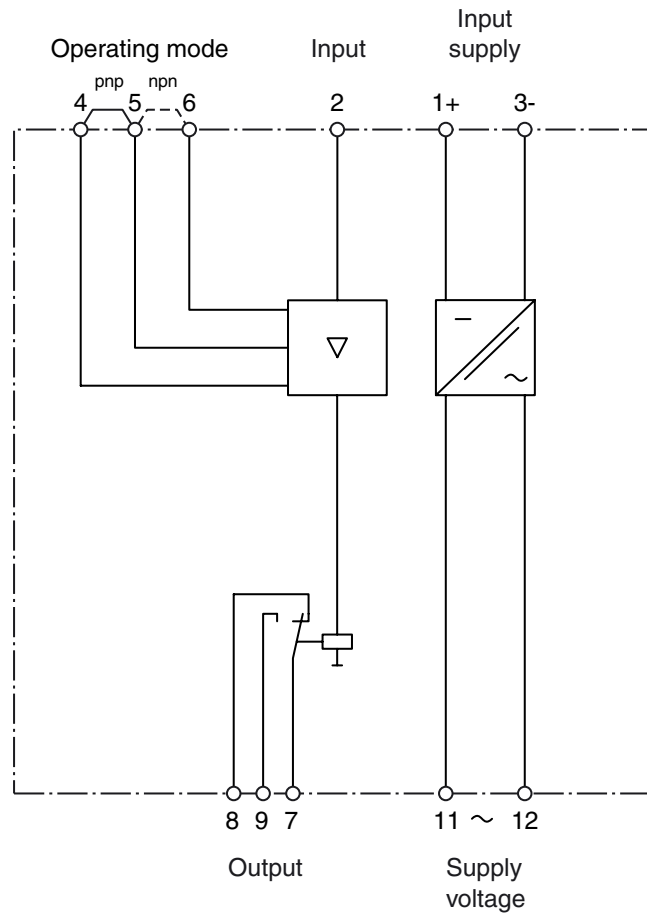 Input
supply
Operating mode
Input
pnp npn
4 5 6 2 1+ 3-
8 9 7 11 ~ 12
Output
Supply
voltage